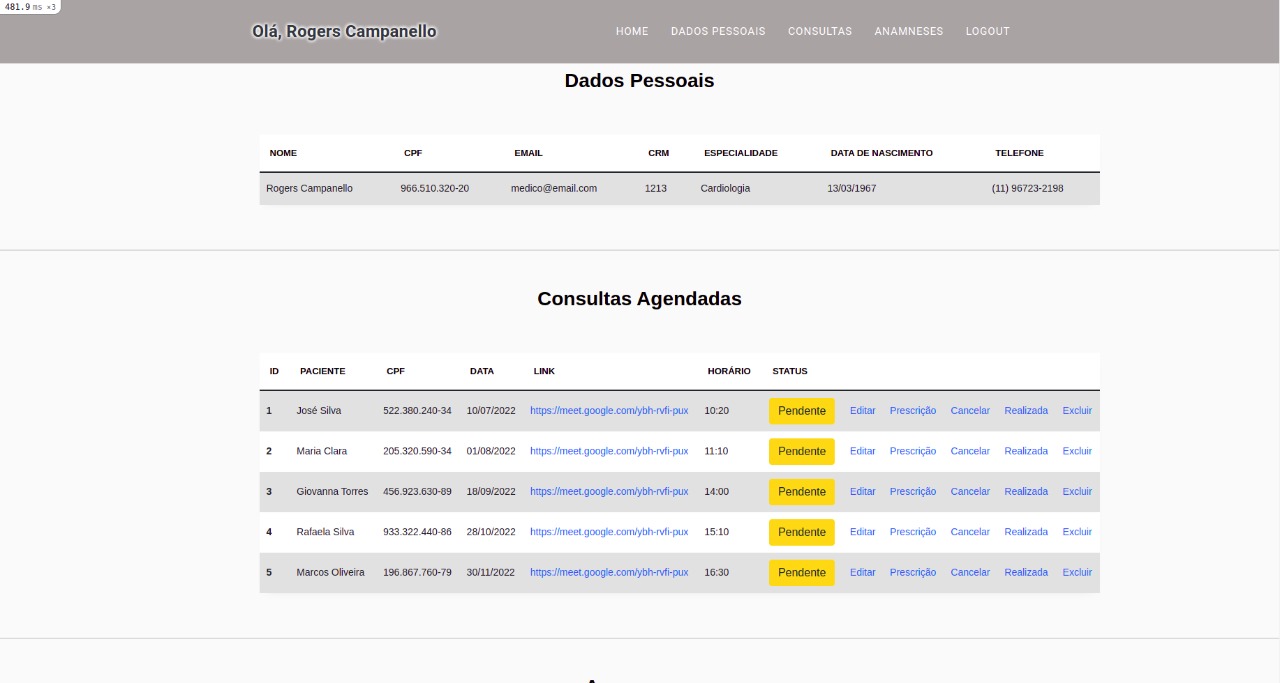 481.9 ms ×3
Olá, Rogers Campanello HOME DADOS PESSOAIS CONSULTAS ANAMNESES LOGOUT
Dados Pessoais
NOME CPF EMAIL CRM ESPECIALIDADE DATA DE NASCIMENTO TELEFONE
Rogers Campanello 966.510.320-20 medico@email.com 1213 Cardiologia 13/03/1967 (11) 96723-2198
Consultas Agendadas
ID PACIENTE CPF DATA LINK HORÁRIO STATUS
1 José Silva 522.380.240-34 10/07/2022 https://meet.google.com/ybh-rvfi-pux 10:20 Pendente Editar Prescrição Cancelar Realizada Excluir
2 Maria Clara 205.320.590-34 01/08/2022 https://meet.google.com/ybh-rvfi-pux 11:10 Pendente Editar Prescrição Cancelar Realizada Excluir
3 Giovanna Torres 456.923.630-89 18/09/2022 https://meet.google.com/ybh-rvfi-pux 14:00 Pendente Editar Prescrição Cancelar Realizada Excluir
4 Rafaela Silva 933.322.440-86 28/10/2022 https://meet.google.com/ybh-rvfi-pux 15:10 Pendente Editar Prescrição Cancelar Realizada Excluir
5 Marcos Oliveira 196.867.760-79 30/11/2022 https://meet.google.com/ybh-rvfi-pux 16:30 Pendente Editar Prescrição Cancelar Realizada Excluir